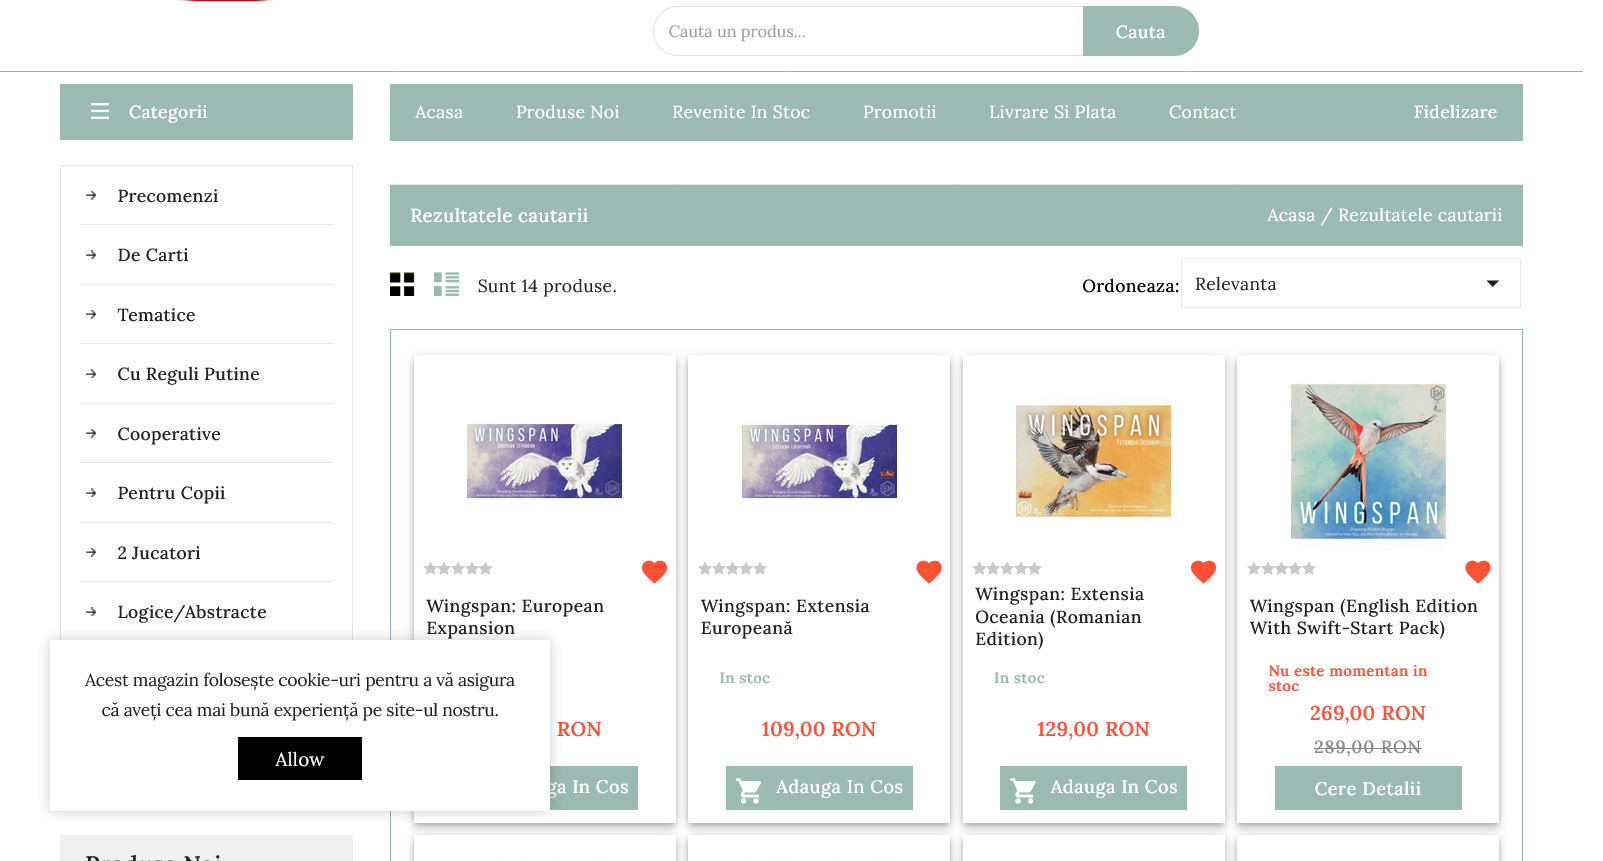 Cauta un produs...
Cauta
Categorii
Acasa
Produse Noi
Revenite In Stoc
Promotii
Livrare Si Plata
Contact
Fidelizare
Precomenzi
De Carti
Tematice
Cu Reguli Putine
Cooperative
Pentru Copii
2 Jucatori
Logice/Abstracte
Rezultatele cautarii
Acasa / Rezultatele cautarii
Sunt 14 produse.
Ordoneaza:
Relevanta
WINGSPAN
EUROPEAN EXPANSION
Wingspan: European
Expansion
RON
ga In Cos
WINGSPAN
EXTENSIA EUROPEANĂ
Wingspan: Extensia
Europeană
In stoc
109,00 RON
Adauga In Cos
WINGSPAN
EXTENSIA OCEANIA
Wingspan: Extensia
Oceania (Romanian
Edition)
In stoc
129,00 RON
Adauga In Cos
WINGSPAN
Wingspan (English Edition
With Swift-Start Pack)
Nu este momentan in
stoc
269,00 RON
289,00 RON
Cere Detalii
Acest magazin folosește cookie-uri pentru a vă asigura
că aveți cea mai bună experiență pe site-ul nostru.
Allow
Produse Noi